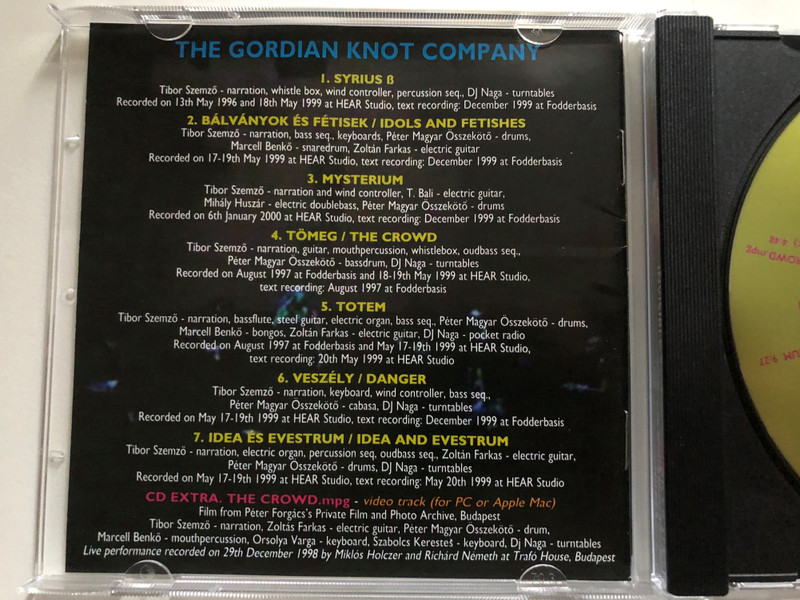 THE GORDIAN KNOT COMPANY
1. SYRIUS ß
Tibor Szemző - narration, whistle box, wind controller, percussion seq., DJ Naga - turntables
Recorded on 13th May 1996 and 18th May 1999 at HEAR Studio, text recording: December 1999 at Fodderbasis
2. BÁLVÁNYOK ÉS FÉTISEK / IDOLS AND FETISHES
Tibor Szemző - narration, bass seq., keyboards, Péter Magyar Összekötő - drums,
Marcell Benkő - snaredrum, Zoltán Farkas - electric guitar
Recorded on 17-19th May 1999 at HEAR Studio, text recording: December 1999 at Fodderbasis
3. MYSTERIUM
Tibor Szemző - narration and wind controller, T. Bali - electric guitar,
Mihály Huszár - electric doublebass, Péter Magyar Összekötő - drums
Recorded on 6th January 2000 at HEAR Studio, text recording: December 1999 at Fodderbasis
4. TÖMEG / THE CROWD
Tibor Szemző - narration, guitar, mouthpercussion, whistlebox, oudbass seq.,
Péter Magyar Összekötő - bassdrum, DJ Naga - turntables
Recorded on August 1997 at Fodderbasis and 18-19th May 1999 at HEAR Studio,
text recording: August 1997 at Fodderbasis
5. TOTEM
Tibor Szemző - narration, bassflute, steel guitar, electric organ, bass seq., Péter Magyar Összekötő - drums,
Marcell Benkő - bongos, Zoltán Farkas - electric guitar, DJ Naga - pocket radio
Recorded on August 1997 at Fodderbasis and May 17-19th 1999 at HEAR Studio,
text recording: 20th May 1999 at HEAR Studio
6. VESZÉLY / DANGER
Tibor Szemző - narration, keyboard, wind controller, bass seq.,
Péter Magyar Összekötő - cabasa, DJ Naga - turntables
Recorded on May 17-19th 1999 at HEAR Studio, text recording: December 1999 at Fodderbasis
7. IDEA ÉS EVESTRUM / IDEA AND EVESTRUM
Tibor Szemző - narration, electric organ, percussion seq, oudbass seq., Zoltán Farkas - electric guitar,
Péter Magyar Összekötő - drums, DJ Naga - turntables
Recorded on May 17-19th 1999 at HEAR Studio, text recording: May 20th 1999 at HEAR Studio
CD EXTRA. THE CROWD.mpg - video track (for PC or Apple Mac)
Film from Péter Forgács's Private Film and Photo Archive, Budapest
Tibor Szemző - narration, Zoltás Farkas - electric guitar, Péter Magyar Összekötő - drum,
Marcell Benkő - mouthpercussion, Orsolya Varga - keyboard, Szabolcs Keresteš - keyboard, Dj Naga - turntables
Live performance recorded on 29th December 1998 by Miklós Holczer and Richárd Németh at Trafó House, Budapest
4:48
ROWD.mpg
UM 9:27